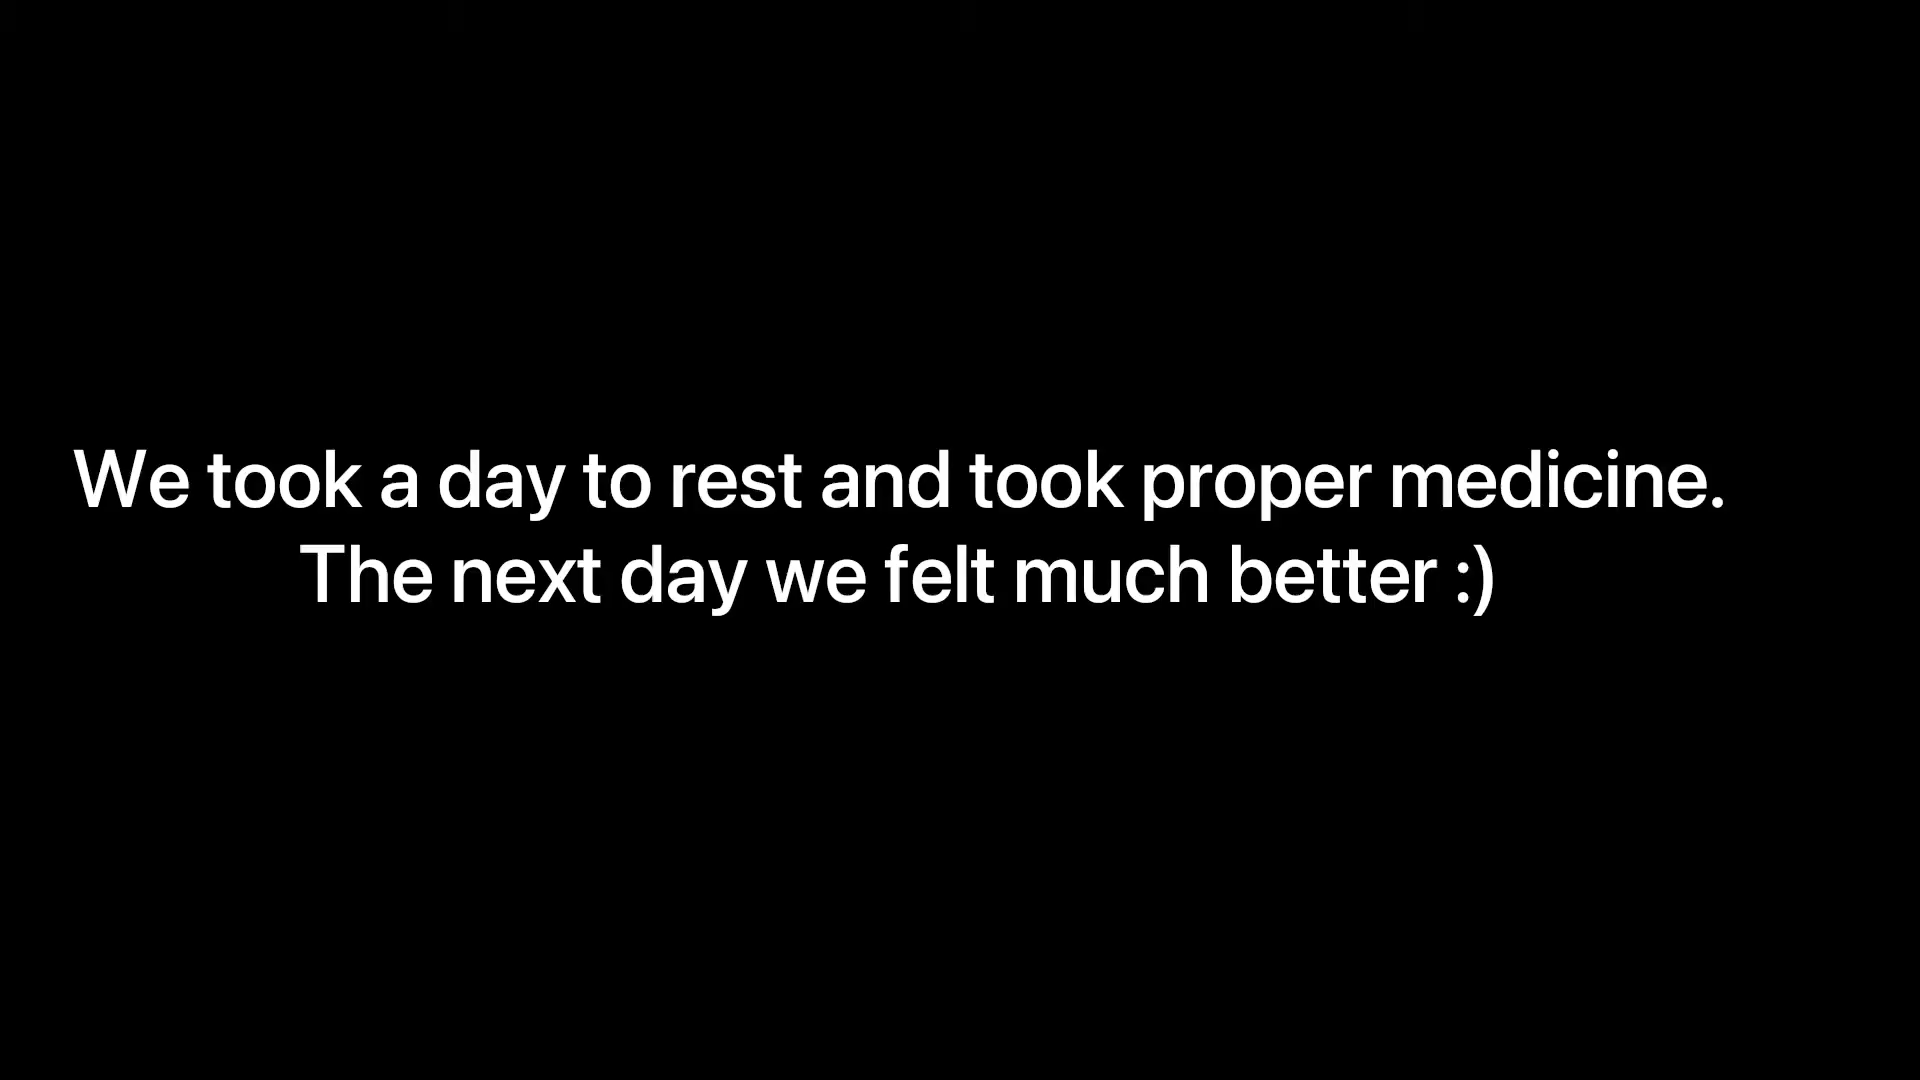 We took a day to rest and took proper medicine.
The next day we felt much better :)